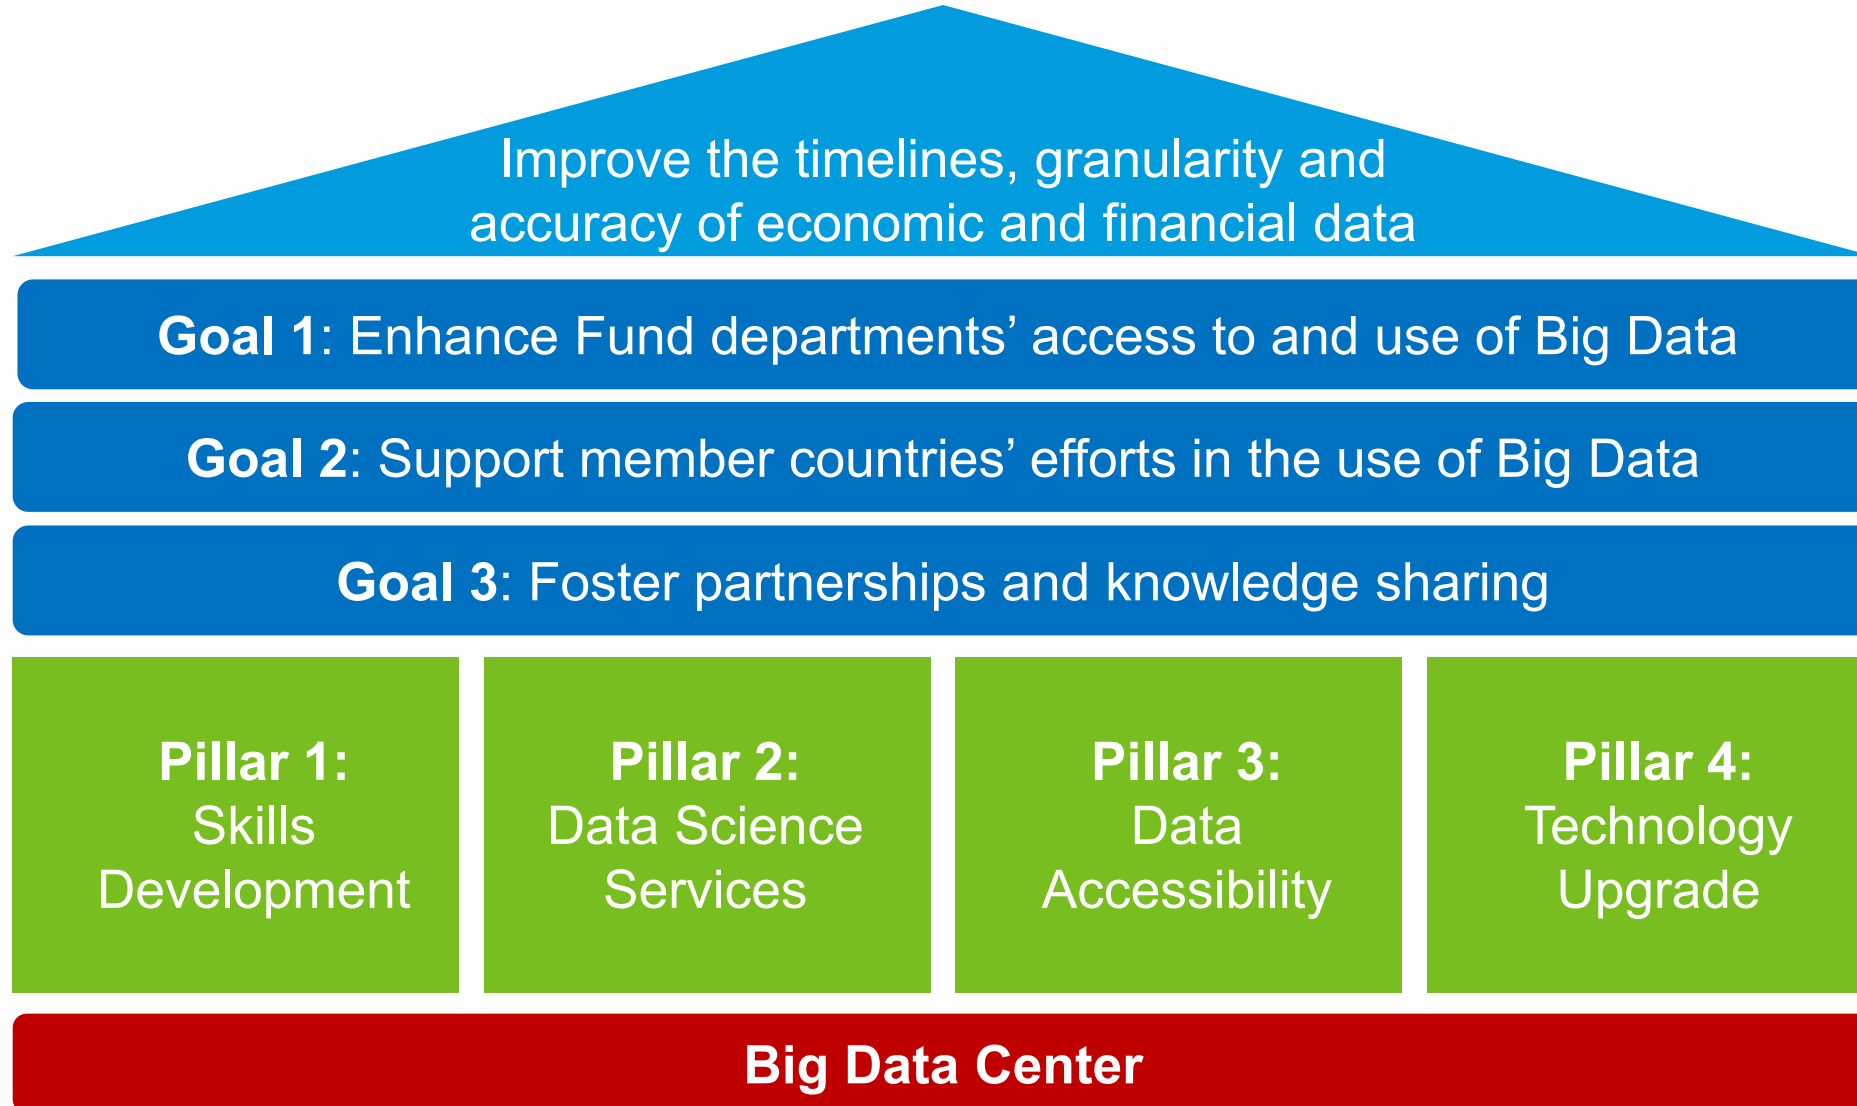 Improve the timelines, granularity and
accuracy of economic and financial data
Goal 1: Enhance Fund departments’ access to and use of Big Data
Goal 2: Support member countries’ efforts in the use of Big Data
Goal 3: Foster partnerships and knowledge sharing
Pillar 1:
Skills
Development
Pillar 2:
Data Science
Services
Pillar 3:
Data
Accessibility
Pillar 4:
Technology
Upgrade
Big Data Center